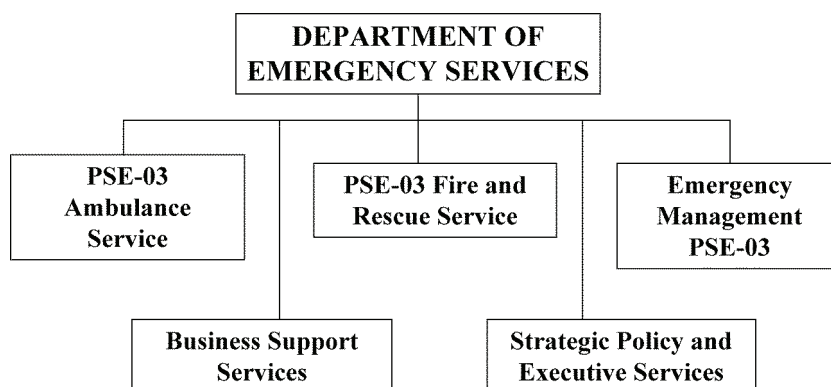 DEPARTMENT OF
EMERGENCY SERVICES
PSE-03
Ambulance
Service
PSE-03 Fire and
Rescue Service
Emergency
Management
PSE-03
Business Support
Services
Strategic Policy and
Executive Services